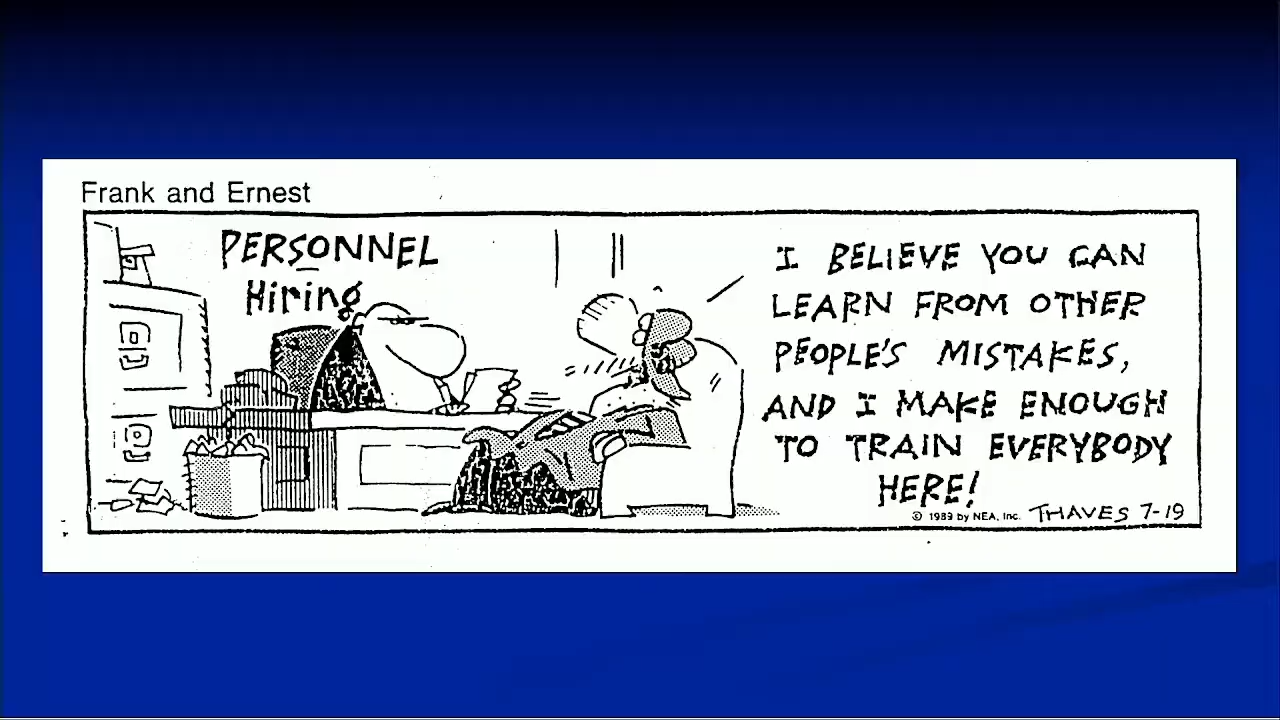 Frank and Ernest
PERSONNEL
Hiring
I BELIEVE YOU CAN
LEARN FROM OTHER
PEOPLE'S MISTAKES,
AND I MAKE ENOUGH
TO TRAIN EVERYBODY
HERE!
© 1989 by NEA, Inc. THAVES 7-19